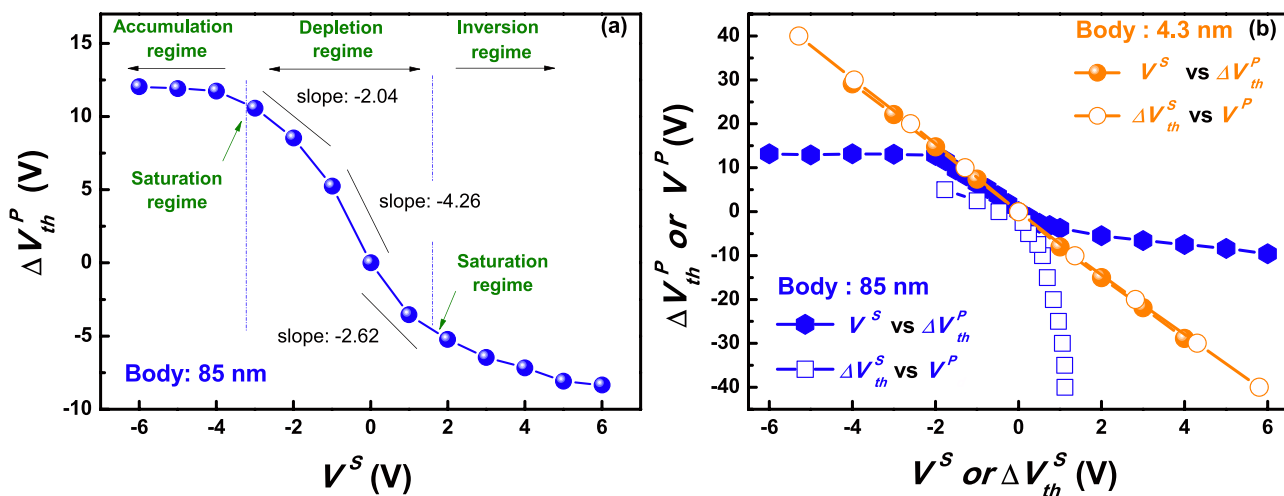 (a)
Accumulation regime
Depletion regime
Inversion regime
slope: -2.04
Saturation regime
slope: -4.26
Saturation regime
slope: -2.62
Body: 85 nm
15
10
5
0
-5
-10
-6 -4 -2 0 2 4 6
ΔV_th^P (V)
V^S (V)
(b)
Body : 4.3 nm
V^S vs ΔV_th^P
ΔV_th^S vs V^P
Body : 85 nm
V^S vs ΔV_th^P
ΔV_th^S vs V^P
40
30
20
10
0
-10
-20
-30
-40
-6 -4 -2 0 2 4 6
ΔV_th^P or V^P (V)
V^S or ΔV_th^S (V)